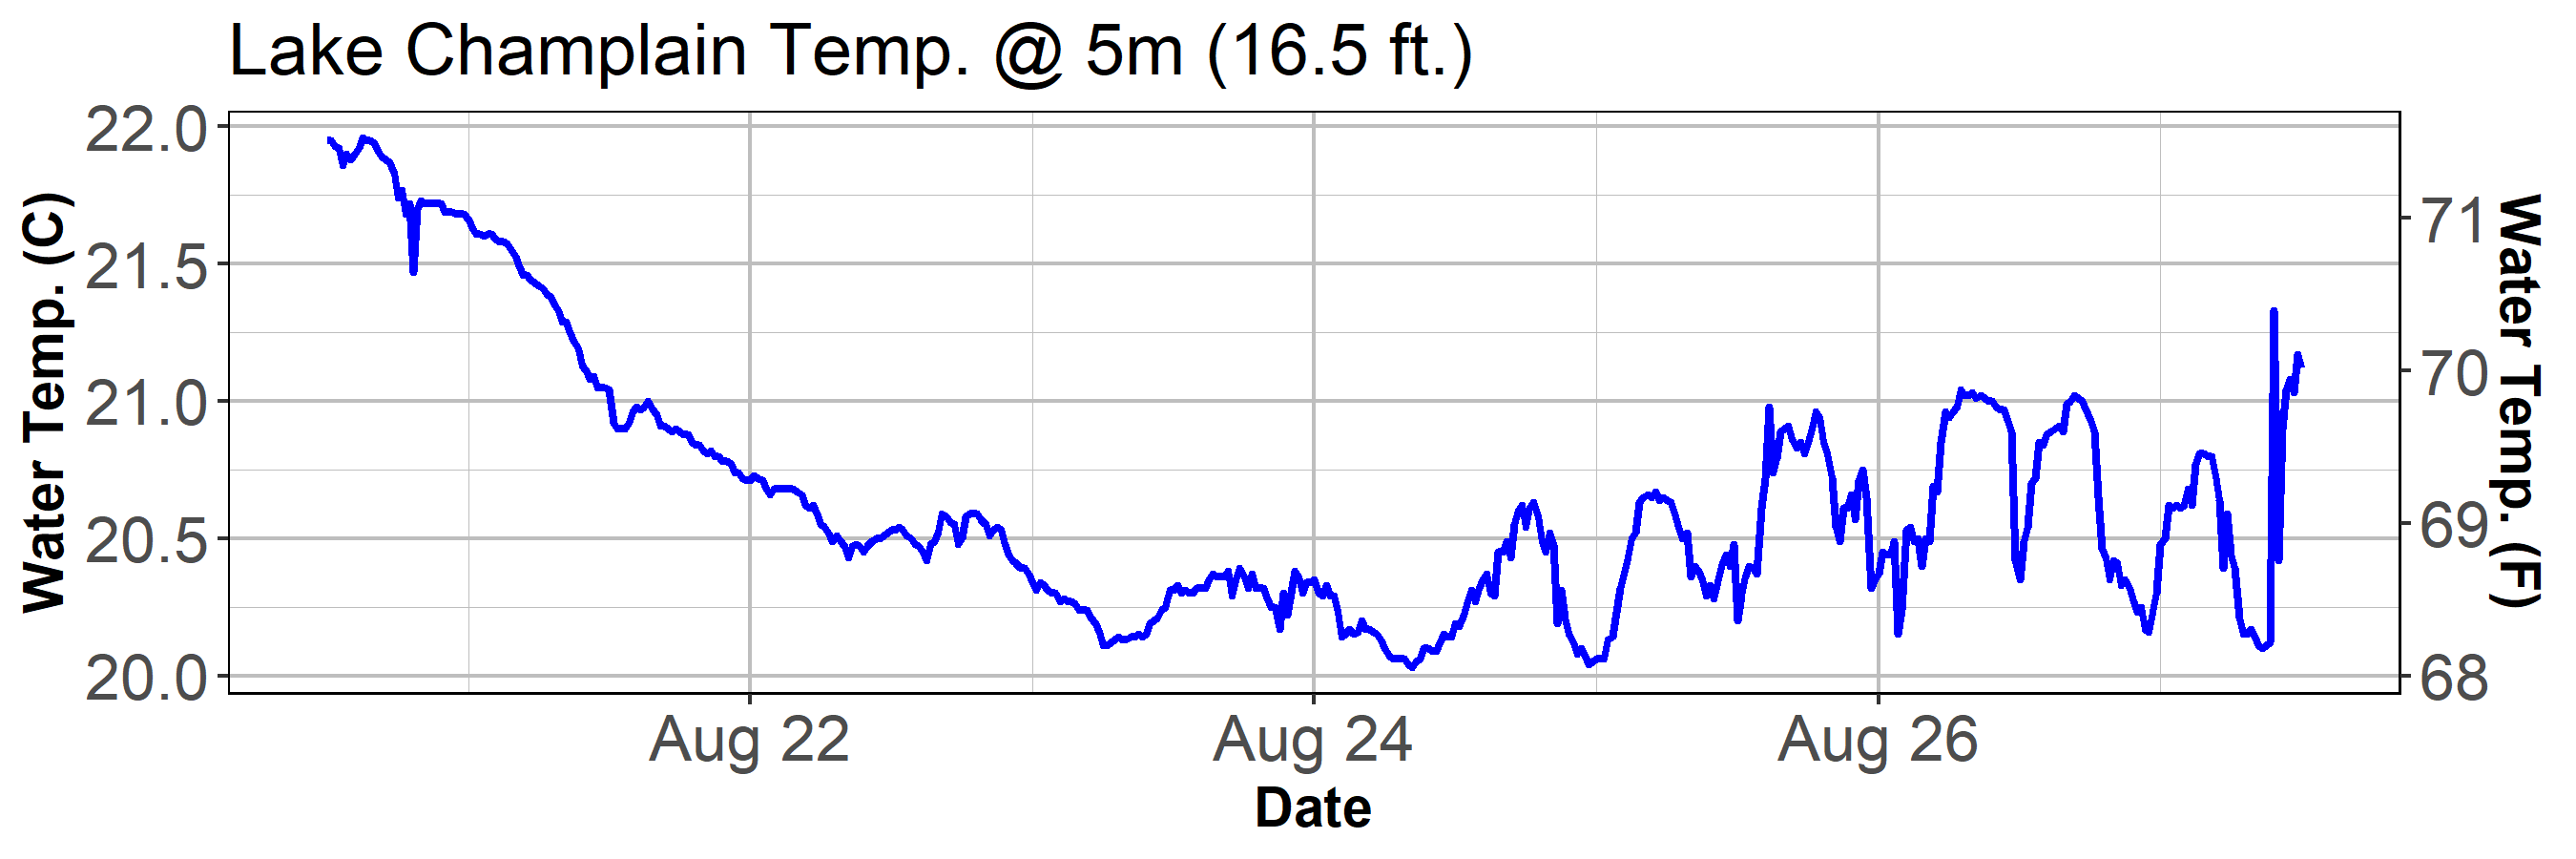 Lake Champlain Temp. @ 5m (16.5 ft.)
Water Temp. (C)
22.0
21.5
21.0
20.5
20.0
71
70
69
68
Water Temp. (F)
Aug 22
Aug 24
Aug 26
Date